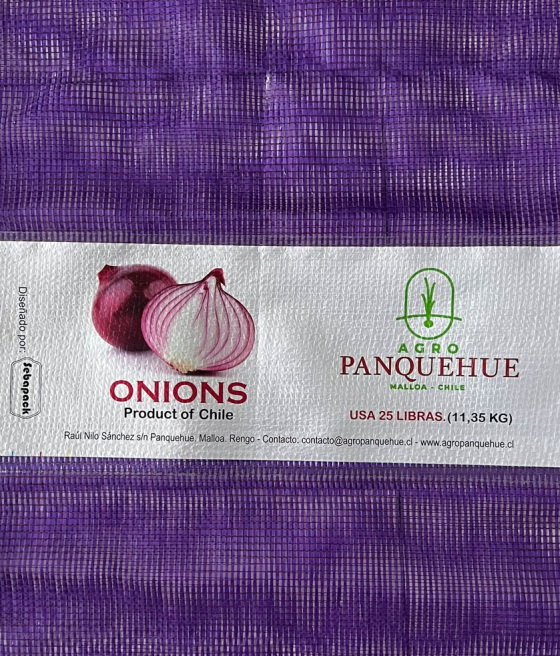 Diseñado por:
febapack
ONIONS
Product of Chile
AGRO
PANQUEHUE
MALLOA - CHILE
USA 25 LIBRAS.(11,35 KG)
Raúl Nilo Sánchez s/n Panquehue, Malloa. Rengo - Contacto: contacto@agropanquehue.cl - www.agropanquehue.cl